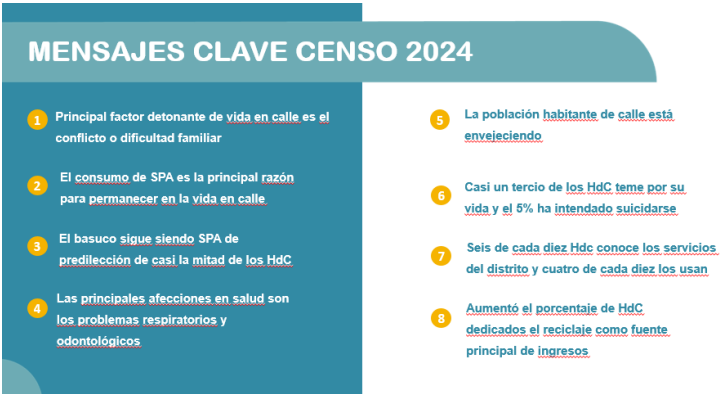 MENSAJES CLAVE CENSO 2024
1
Principal factor detonante de vida en calle es el
conflicto o dificultad familiar
2
El consumo de SPA es la principal razón
para permanecer en la vida en calle
3
El basuco sigue siendo SPA de
predilección de casi la mitad de los HdC
4
Las principales afecciones en salud son
los problemas respiratorios y
odontológicos
5
La población habitante de calle está
envejeciendo
6
Casi un tercio de los HdC teme por su
vida y el 5% ha intendado suicidarse
7
Seis de cada diez Hdc conoce los servicios
del distrito y cuatro de cada diez los usan
8
Aumentó el porcentaje de HdC
dedicados el reciclaje como fuente
principal de ingresos